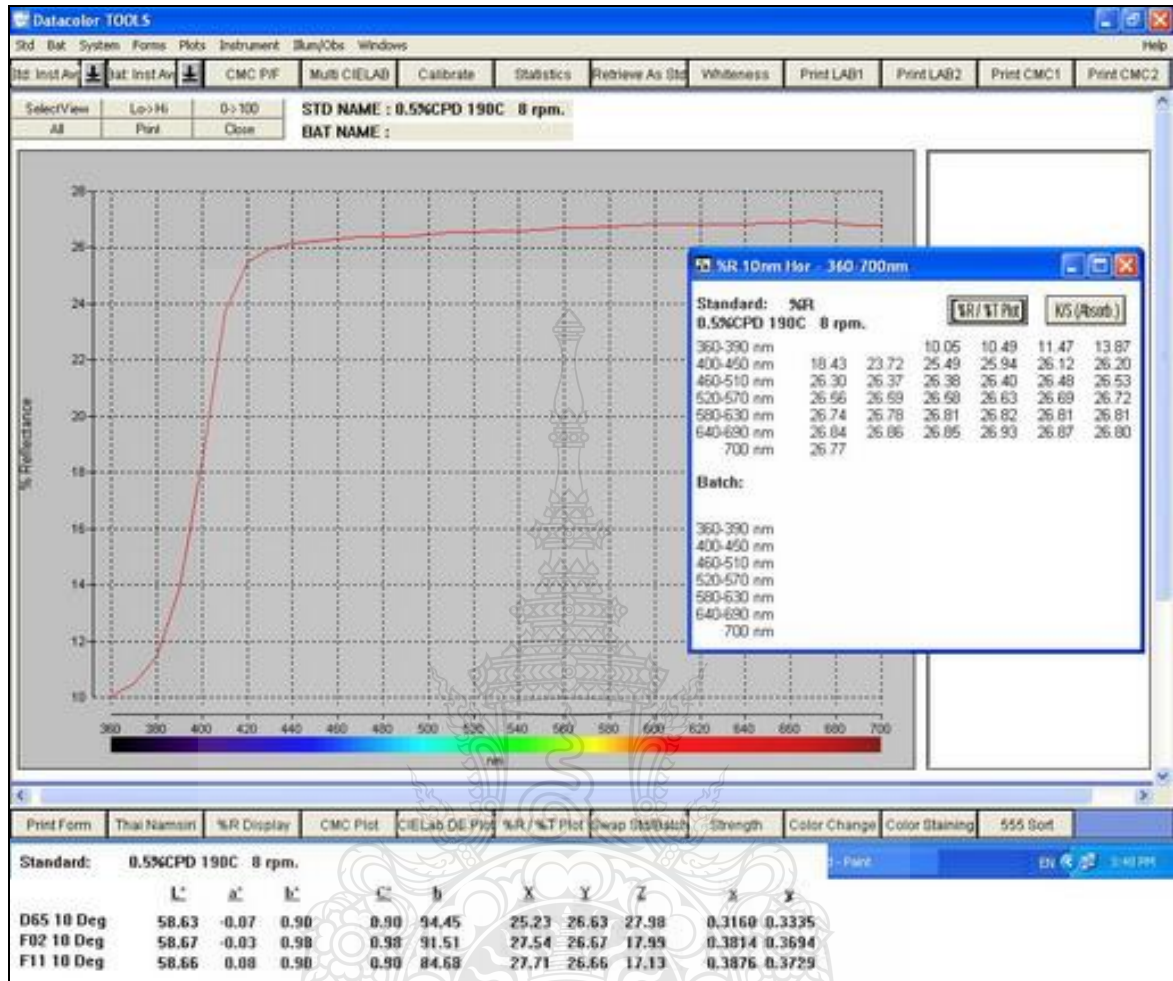 Datacolor TOOLS
Std Bat System Forms Plots Instrument Illum/Obs Windows Help
Std: Inst Av Bat: Inst Av CMC P/F Multi CIELAB Calibrate Statistics Retrieve As Std Whiteness Print LAB1 Print LAB2 Print CMC1 Print CMC2
SelectView Lo->Hi 0->100 STD NAME : 0.5%CPD 190C 8 rpm.
All Print Close BAT NAME :
% Reflectance
28
26
24
22
20
18
16
14
12
10
360 380 400 420 440 460 480 500 520 540 560 580 600 620 640 660 680 700
nm
%R 10nm Hor - 360-700nm
Standard: %R %R / %T Plot K/S (Absorb.)
0.5%CPD 190C 8 rpm.
360-390 nm 10.05 10.49 11.47 13.87
400-450 nm 18.43 23.72 25.49 25.94 26.12 26.20
460-510 nm 26.30 26.37 26.38 26.40 26.48 26.53
520-570 nm 26.56 26.59 26.58 26.63 26.69 26.72
580-630 nm 26.74 26.78 26.81 26.82 26.81 26.81
640-690 nm 26.84 26.86 26.85 26.93 26.87 26.80
700 nm 26.77
Batch:
360-390 nm
400-450 nm
460-510 nm
520-570 nm
580-630 nm
640-690 nm
700 nm
Print Form Thai Namsiri %R Display CMC Plot CIELab DE Plot %R / %T Plot Swap Std/Batch Strength Color Change Color Staining 555 Sort
Standard: 0.5%CPD 190C 8 rpm. - Paint EN 3:40 PM
L* a* b* C* h X Y Z x y
D65 10 Deg 58.63 -0.07 0.90 0.90 94.45 25.23 26.63 27.98 0.3160 0.3335
F02 10 Deg 58.67 -0.03 0.98 0.98 91.51 27.54 26.67 17.99 0.3814 0.3694
F11 10 Deg 58.66 0.08 0.90 0.90 84.68 27.71 26.66 17.13 0.3876 0.3729